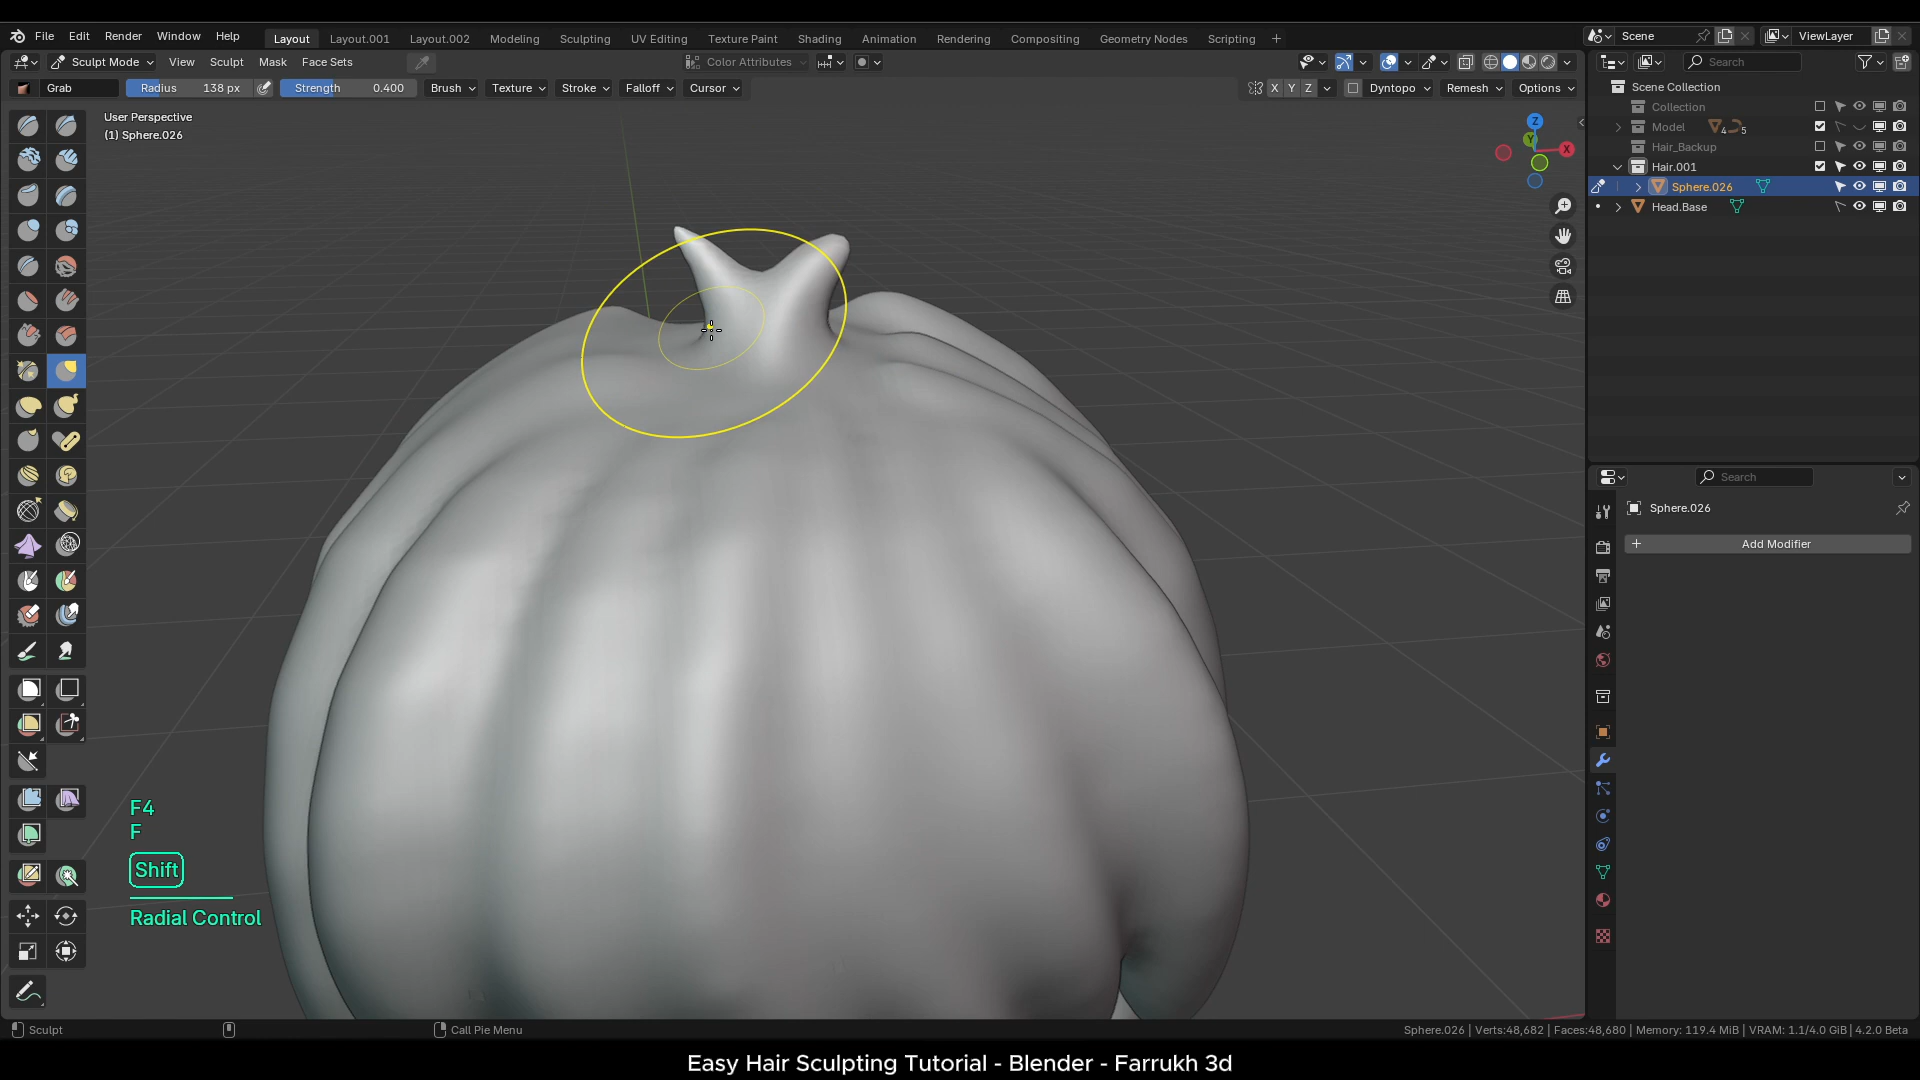 File Edit Render Window Help Layout Layout.001 Layout.002 Modeling Sculpting UV Editing Texture Paint Shading Animation Rendering Compositing Geometry Nodes Scripting Scene ViewLayer
Sculpt Mode View Sculpt Mask Face Sets Color Attributes Search
Grab Radius 138 px Strength 0.400 Brush Texture Stroke Falloff Cursor X Y Z Dyntopo Remesh Options
Scene Collection
Collection
Model 4 5
Hair_Backup
Hair.001
Sphere.026
Head.Base
User Perspective
(1) Sphere.026
Z
Y
X
Search
Sphere.026
Add Modifier
F4
F
Shift
Radial Control
Sculpt Call Pie Menu Sphere.026 | Verts:48,682 | Faces:48,680 | Memory: 119.4 MiB | VRAM: 1.1/4.0 GiB | 4.2.0 Beta
Easy Hair Sculpting Tutorial - Blender - Farrukh 3d